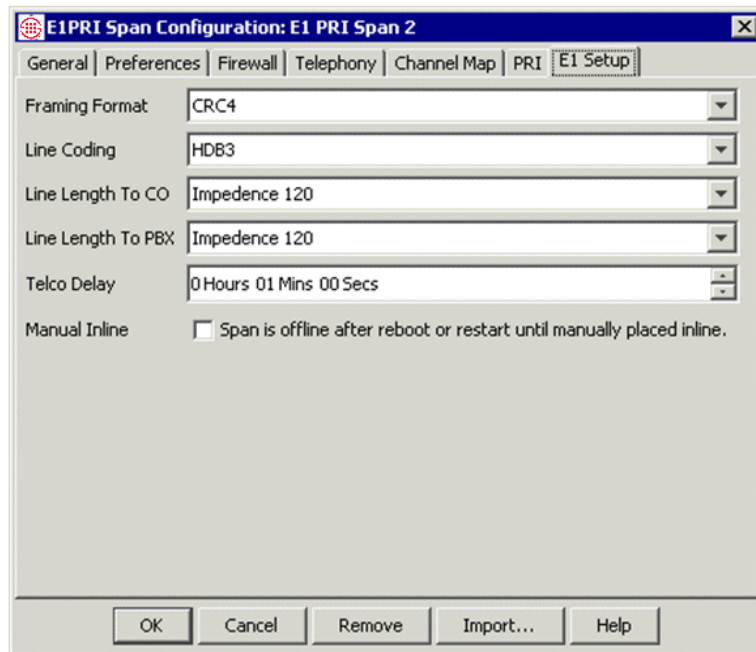 E1PRI Span Configuration: E1 PRI Span 2
General Preferences Firewall Telephony Channel Map PRI E1 Setup
Framing Format CRC4
Line Coding HDB3
Line Length To CO Impedence 120
Line Length To PBX Impedence 120
Telco Delay 0 Hours 01 Mins 00 Secs
Manual Inline Span is offline after reboot or restart until manually placed inline.
OK Cancel Remove Import... Help